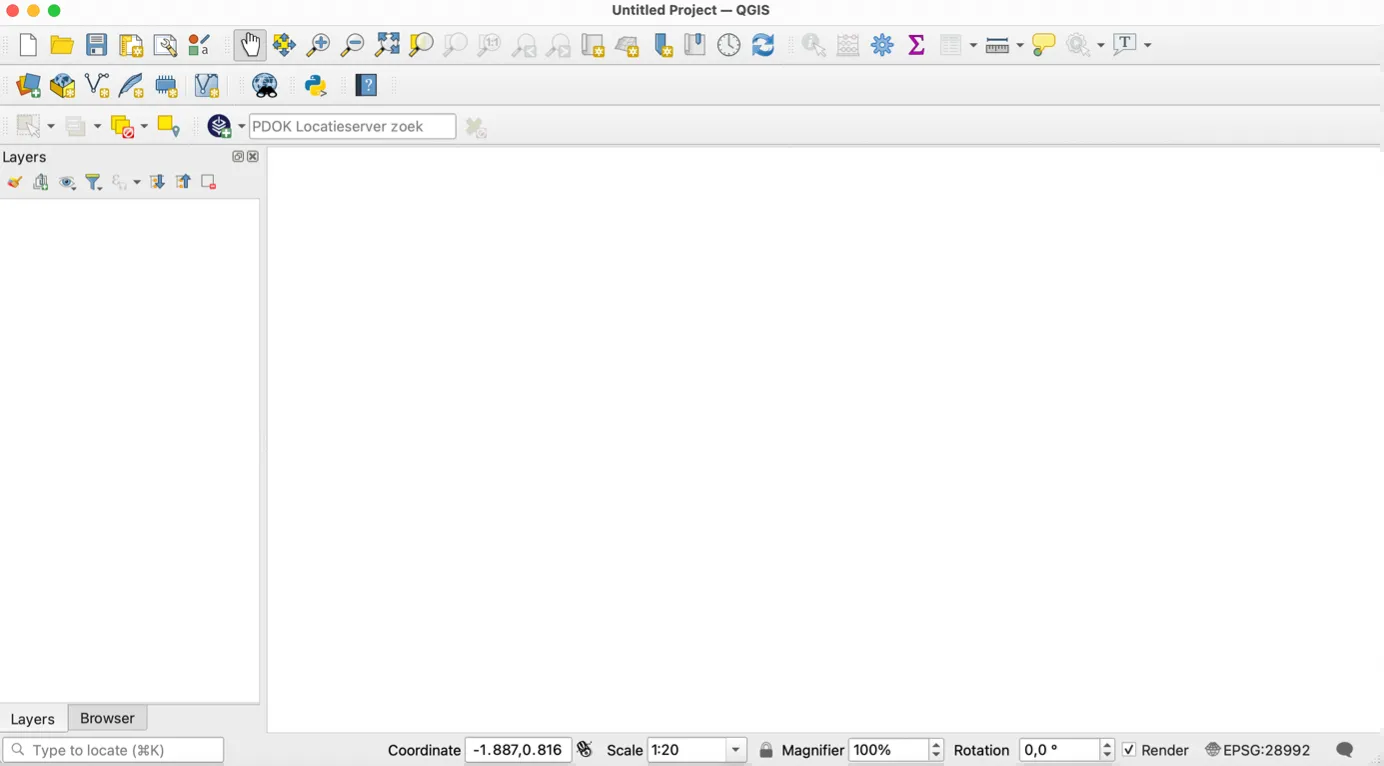 Untitled Project — QGIS
PDOK Locatieserver zoek
Layers
Layers Browser
Type to locate (⌘K) Coordinate -1.887,0.816 Scale 1:20 Magnifier 100% Rotation 0,0 ° Render EPSG:28992